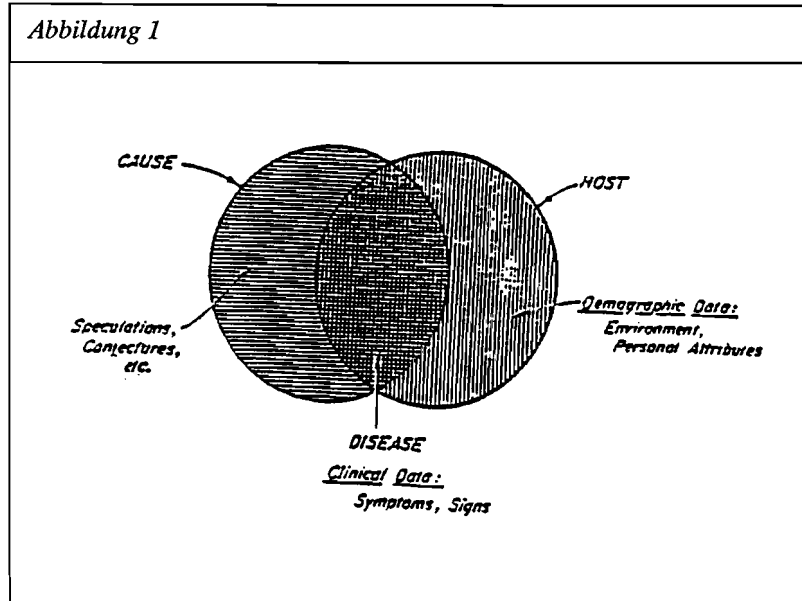 Abbildung 1
CAUSE
HOST
Speculations,
Conjectures,
etc.
Demographic Data:
Environment,
Personal Attributes
DISEASE
Clinical Data:
Symptoms, Signs